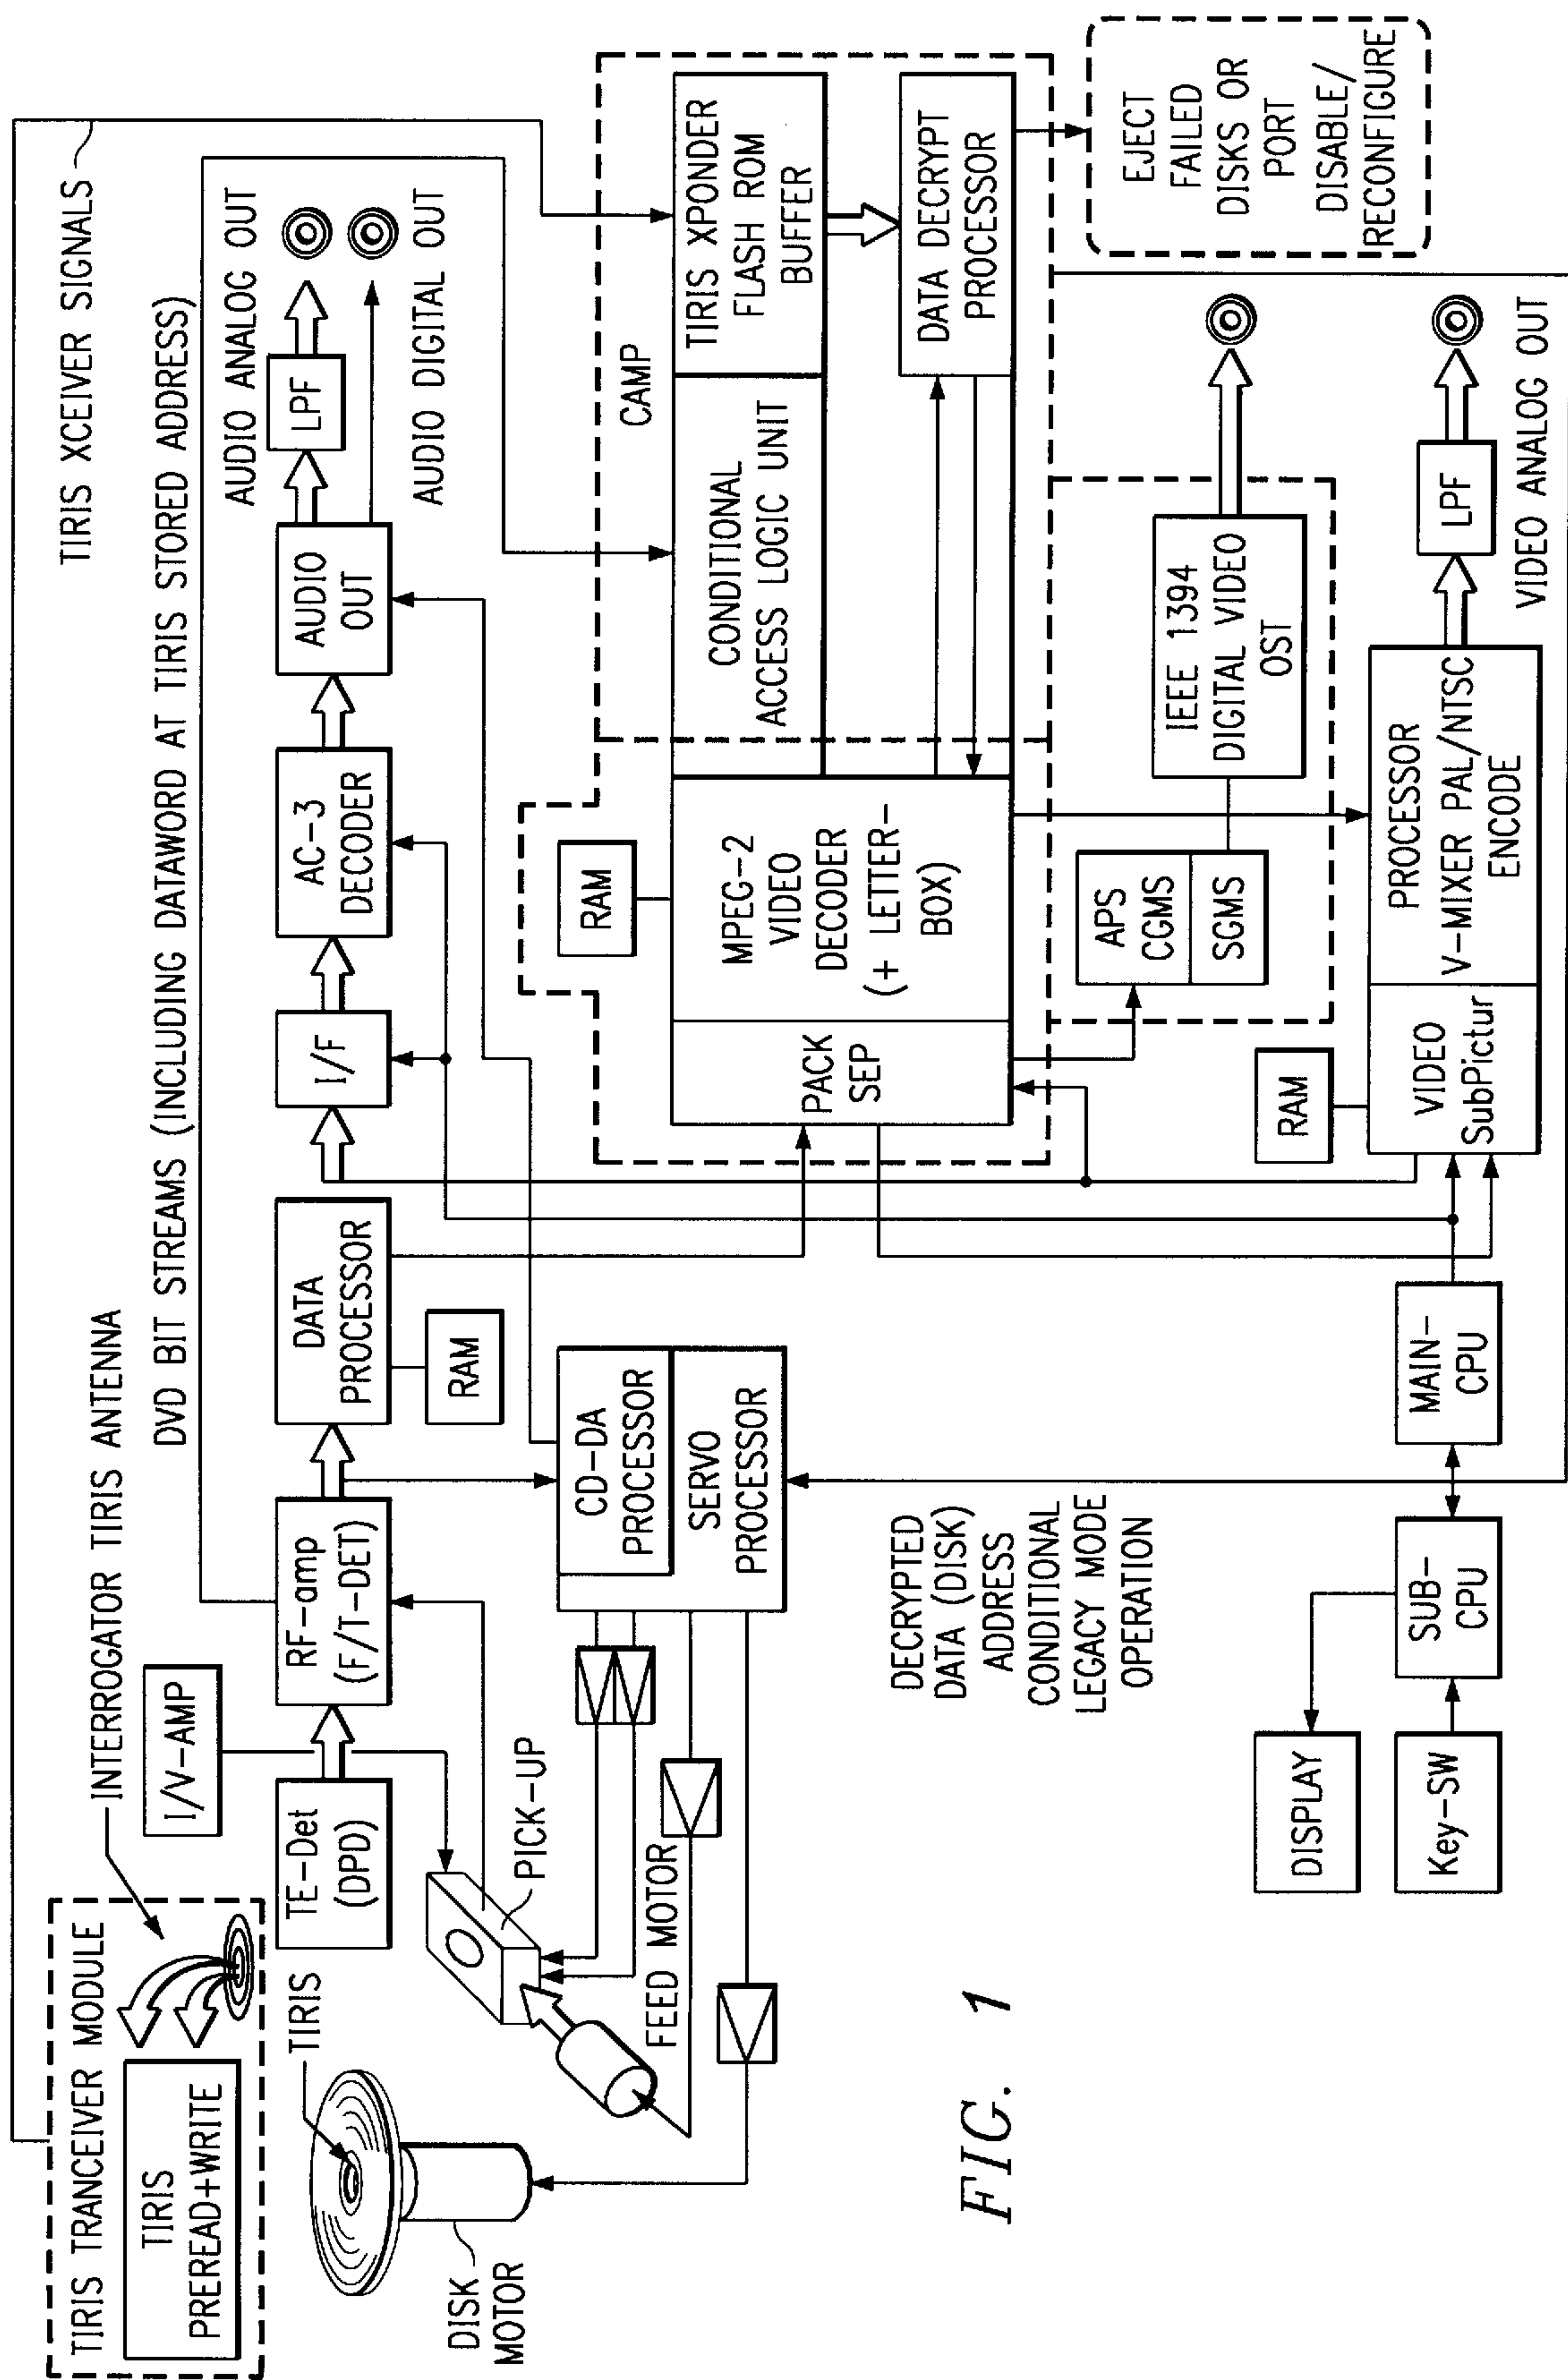 TIRIS TRANCEIVER MODULE
TIRIS
PREREAD+WRITE
INTERROGATOR TIRIS ANTENNA
TIRIS XCEIVER SIGNALS
DVD BIT STREAMS (INCLUDING DATAWORD AT TIRIS STORED ADDRESS)
I/V-AMP
TE-Det
(DPD)
RF-amp
(F/T-DET)
DATA
PROCESSOR
RAM
I/F
AC-3
DECODER
AUDIO
OUT
LPF
AUDIO ANALOG OUT
AUDIO DIGITAL OUT
TIRIS
DISK
MOTOR
PICK-UP
FEED MOTOR
CD-DA
PROCESSOR
SERVO
PROCESSOR
RAM
PACK
SEP
MPEG-2
VIDEO
DECODER
(+ LETTER-
BOX)
CAMP
CONDITIONAL
ACCESS LOGIC UNIT
TIRIS XPONDER
FLASH ROM
BUFFER
DATA DECRYPT
PROCESSOR
EJECT
FAILED
DISKS OR
PORT
DISABLE/
RECONFIGURE
DECRYPTED
DATA (DISK)
ADDRESS
CONDITIONAL
LEGACY MODE
OPERATION
APS
CGMS
SGMS
IEEE 1394
DIGITAL VIDEO
OST
RAM
VIDEO
SubPictur
PROCESSOR
V-MIXER PAL/NTSC
ENCODE
LPF
VIDEO ANALOG OUT
DISPLAY
Key-SW
SUB-
CPU
MAIN-
CPU
FIG. 1